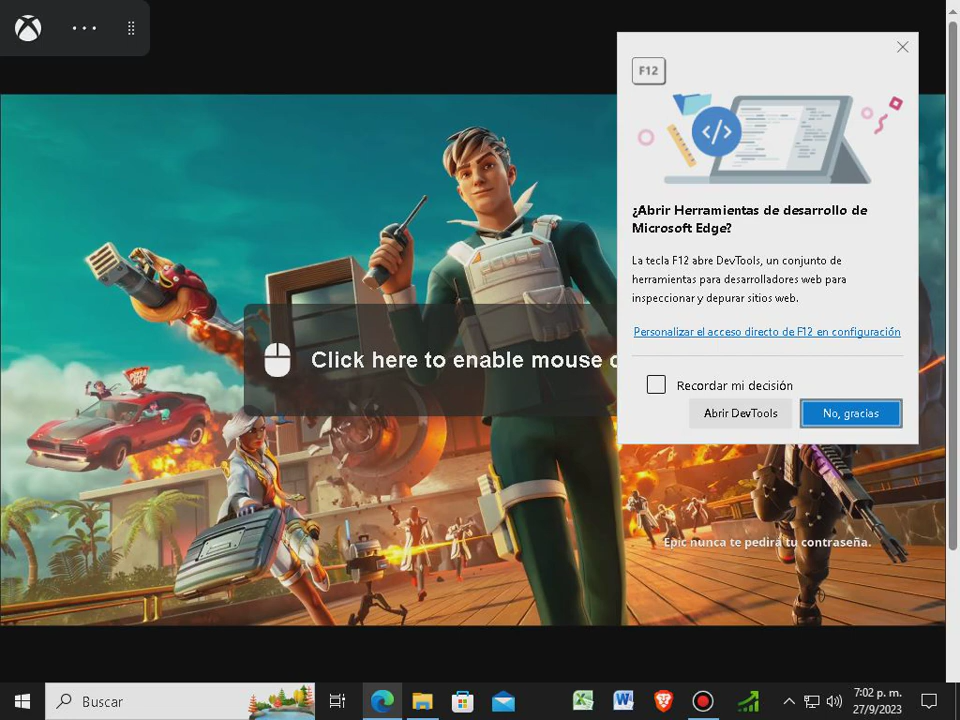 F12
</>
¿Abrir Herramientas de desarrollo de
Microsoft Edge?
La tecla F12 abre DevTools, un conjunto de
herramientas para desarrolladores web para
inspeccionar y depurar sitios web.
Personalizar el acceso directo de F12 en configuración
Click here to enable mouse
Recordar mi decisión
Abrir DevTools
No, gracias
Epic nunca te pedirá tu contraseña.
Buscar
7:02 p. m.
27/9/2023